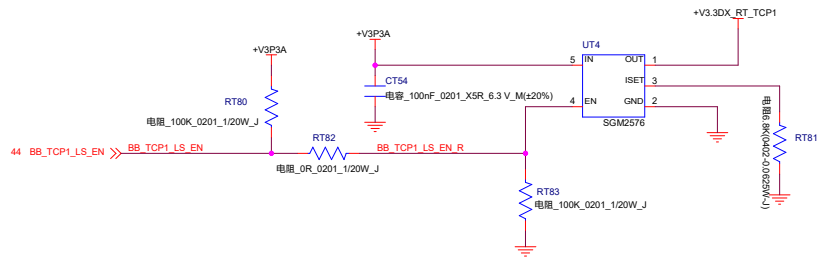 +V3.3DX_RT_TCP1
+V3P3A
UT4
+V3P3A
5 IN OUT 1
CT54
ISET 3
电容_100nF_0201_X5R_6.3 V_M(±20%)
RT80
4 EN GND 2
电阻_100K_0201_1/20W_J
SGM2576
电阻6.8K(0402-0.0625W-J)
RT81
RT82
44 BB_TCP1_LS_EN BB_TCP1_LS_EN BB_TCP1_LS_EN_R
电阻_0R_0201_1/20W_J
RT83
电阻_100K_0201_1/20W_J